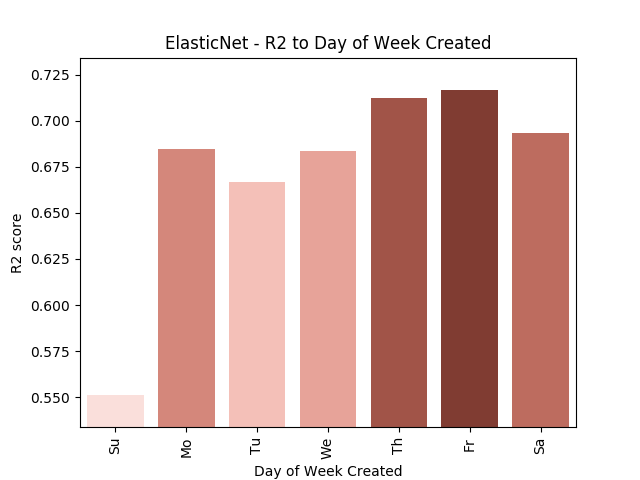 ElasticNet - R2 to Day of Week Created
R2 score
0.725
0.700
0.675
0.650
0.625
0.600
0.575
0.550
Su
Mo
Tu
We
Th
Fr
Sa
Day of Week Created